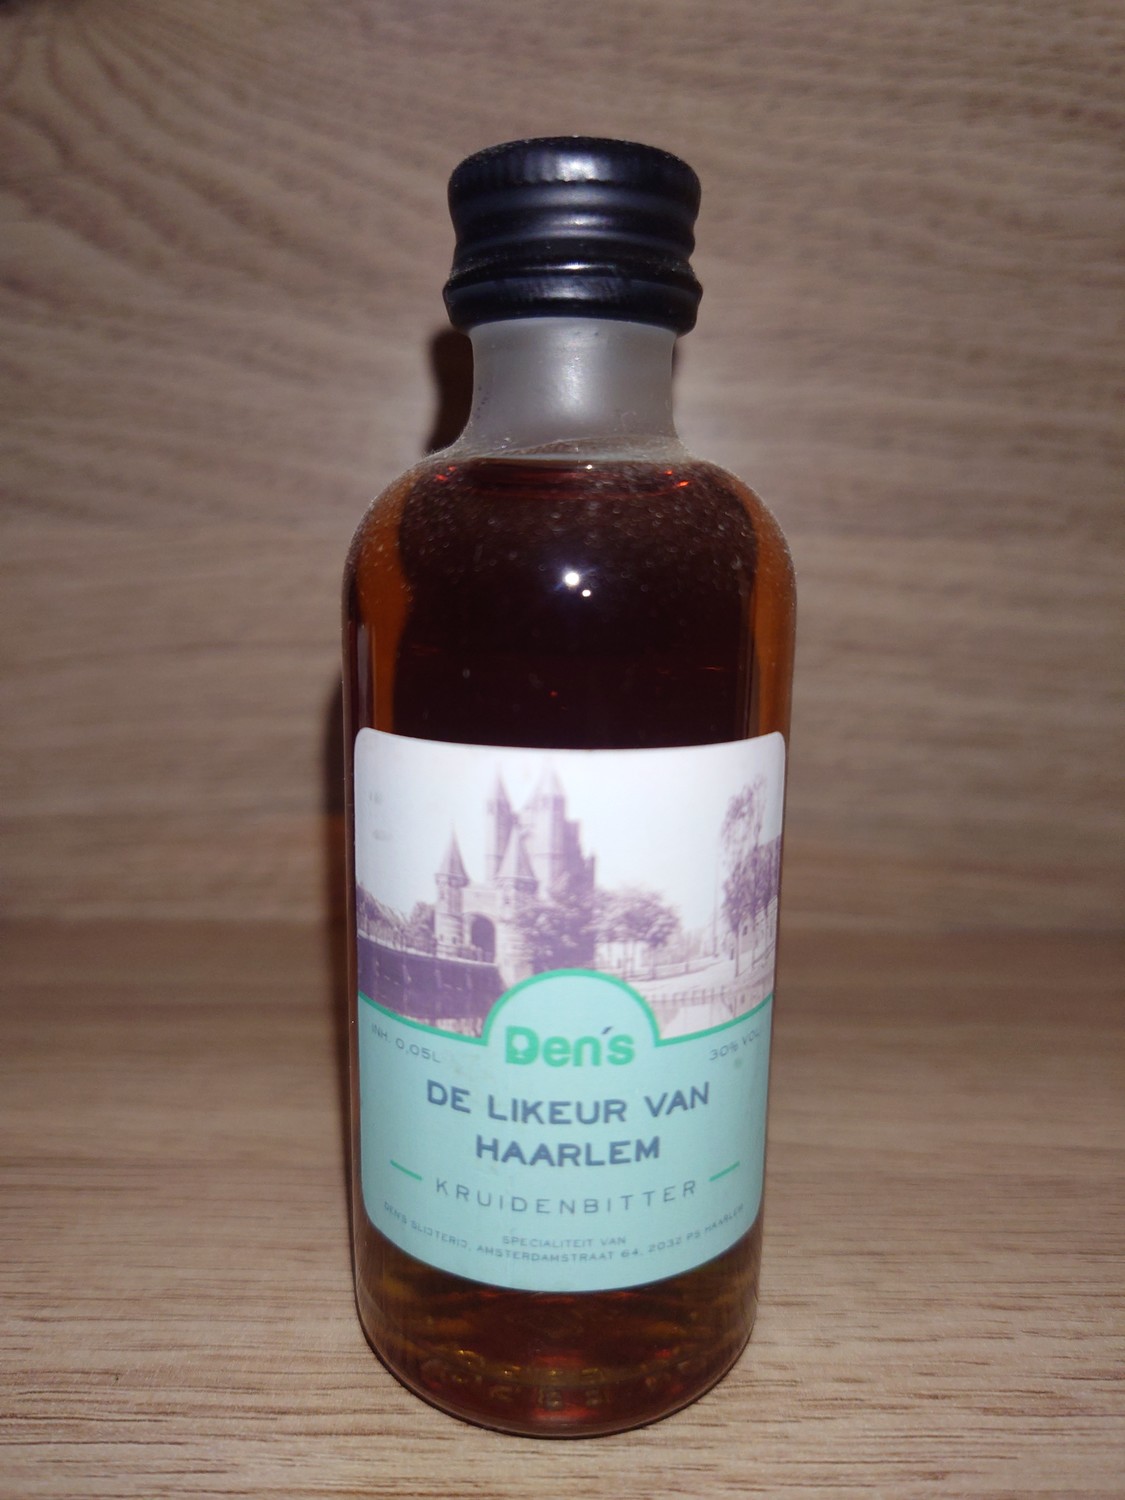 INH. 0,05L
Den's
30% VOL.
DE LIKEUR VAN
HAARLEM
KRUIDENBITTER
SPECIALITEIT VAN
DEN'S SLIJTERIJ, AMSTERDAMSTRAAT 64, 2032 PS HAARLEM